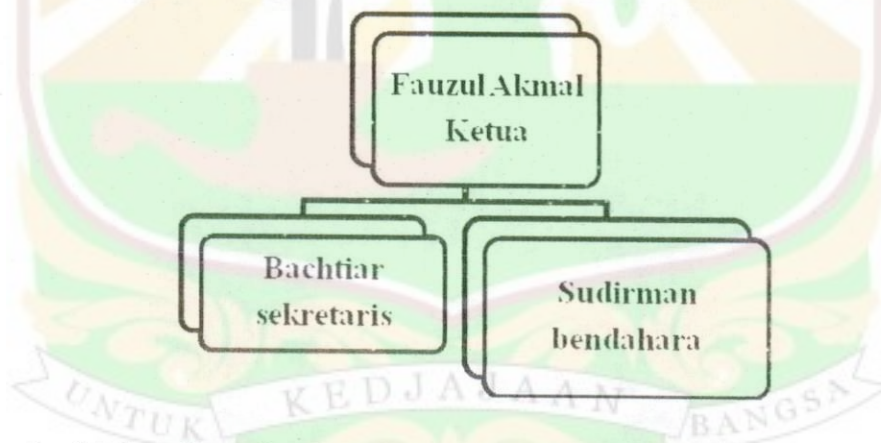 Fauzul Akmal
Ketua
Bachtiar
sekretaris
Sudirman
bendahara
UNTUK KEDJAJAAN BANGSA